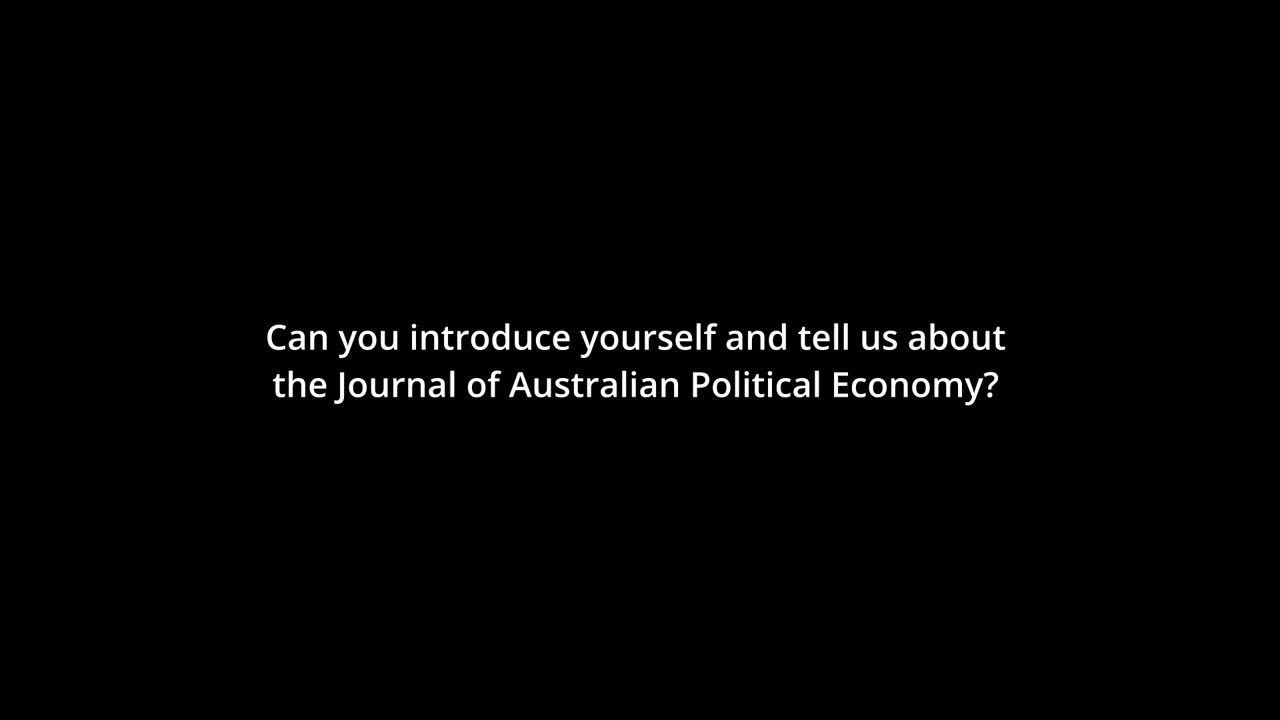 Can you introduce yourself and tell us about
the Journal of Australian Political Economy?